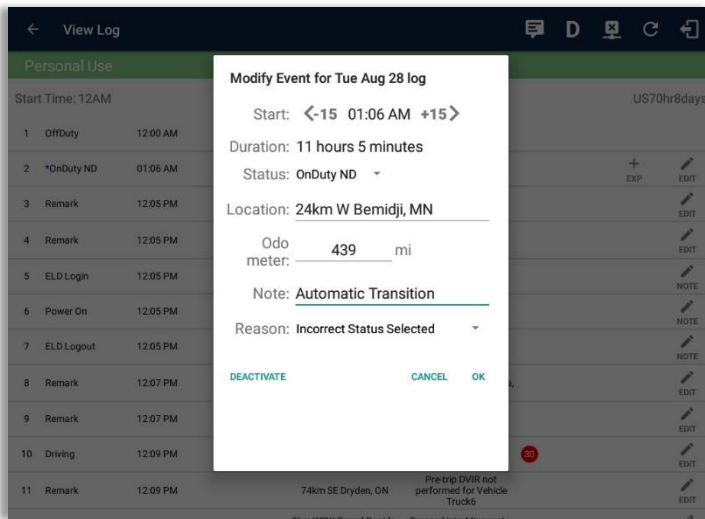 View Log
D
C
Personal Use
Start Time: 12AM
US70hr8days
Modify Event for Tue Aug 28 log
Start: -15 01:06 AM +15
Duration: 11 hours 5 minutes
Status: OnDuty ND
Location: 24km W Bemidji, MN
Odo
meter: 439 mi
Note: Automatic Transition
Reason: Incorrect Status Selected
DEACTIVATE CANCEL OK
1 OffDuty 12:00 AM
2 *OnDuty ND 01:06 AM EXP EDIT
3 Remark 12:05 PM EDIT
4 Remark 12:05 PM EDIT
5 ELD Login 12:05 PM NOTE
6 Power On 12:05 PM NOTE
7 ELD Logout 12:05 PM NOTE
8 Remark 12:07 PM EDIT
9 Remark 12:07 PM EDIT
10 Driving 12:09 PM 30 EDIT
11 Remark 12:09 PM 74km SE Dryden, ON Pre-trip DVIR not
performed for Vehicle
Truck6
EDIT